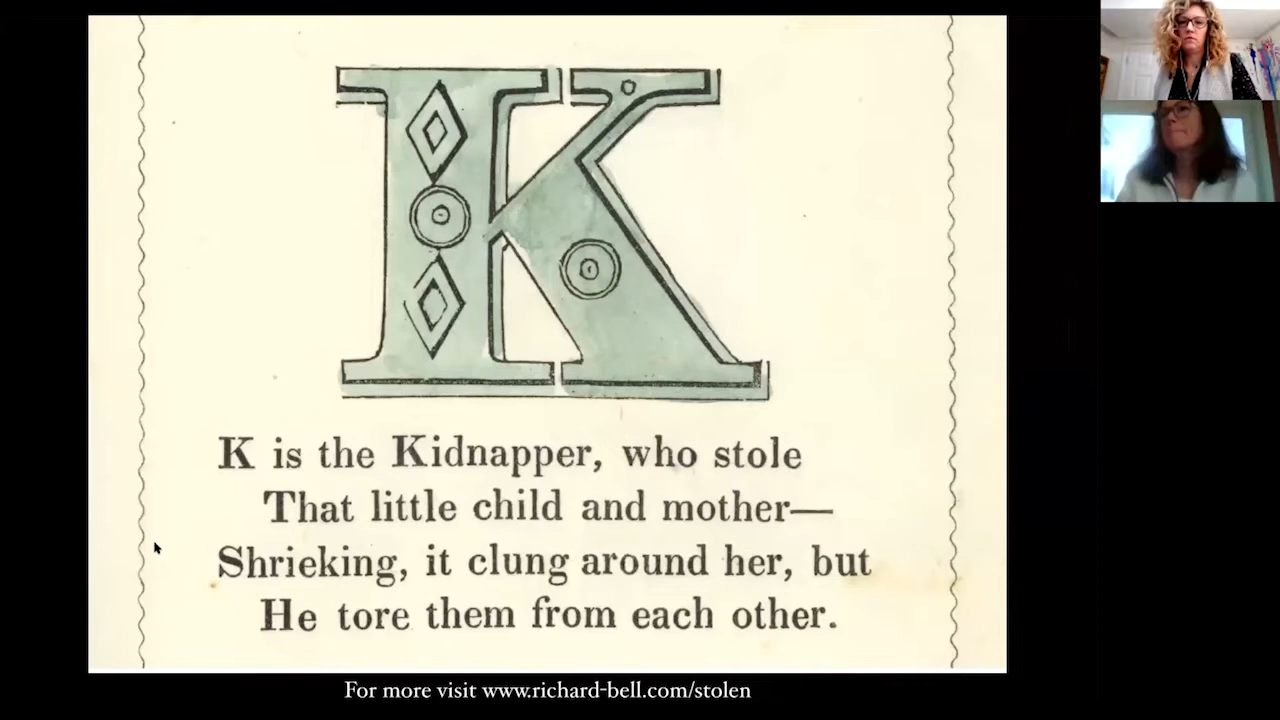 K
K is the Kidnapper, who stole
That little child and mother—
Shrieking, it clung around her, but
He tore them from each other.
For more visit www.richard-bell.com/stolen